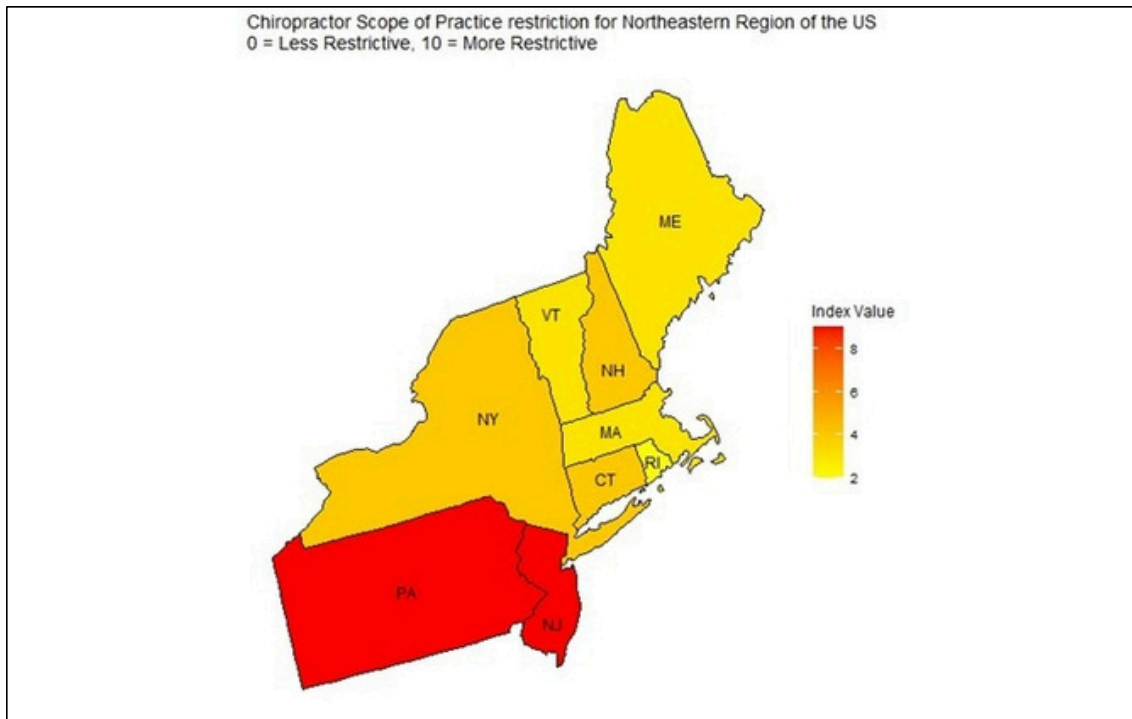 Chiropractor Scope of Practice restriction for Northeastern Region of the US
0 = Less Restrictive, 10 = More Restrictive
ME
VT
NH
NY
MA
RI
CT
PA
NJ
Index Value
8
6
4
2